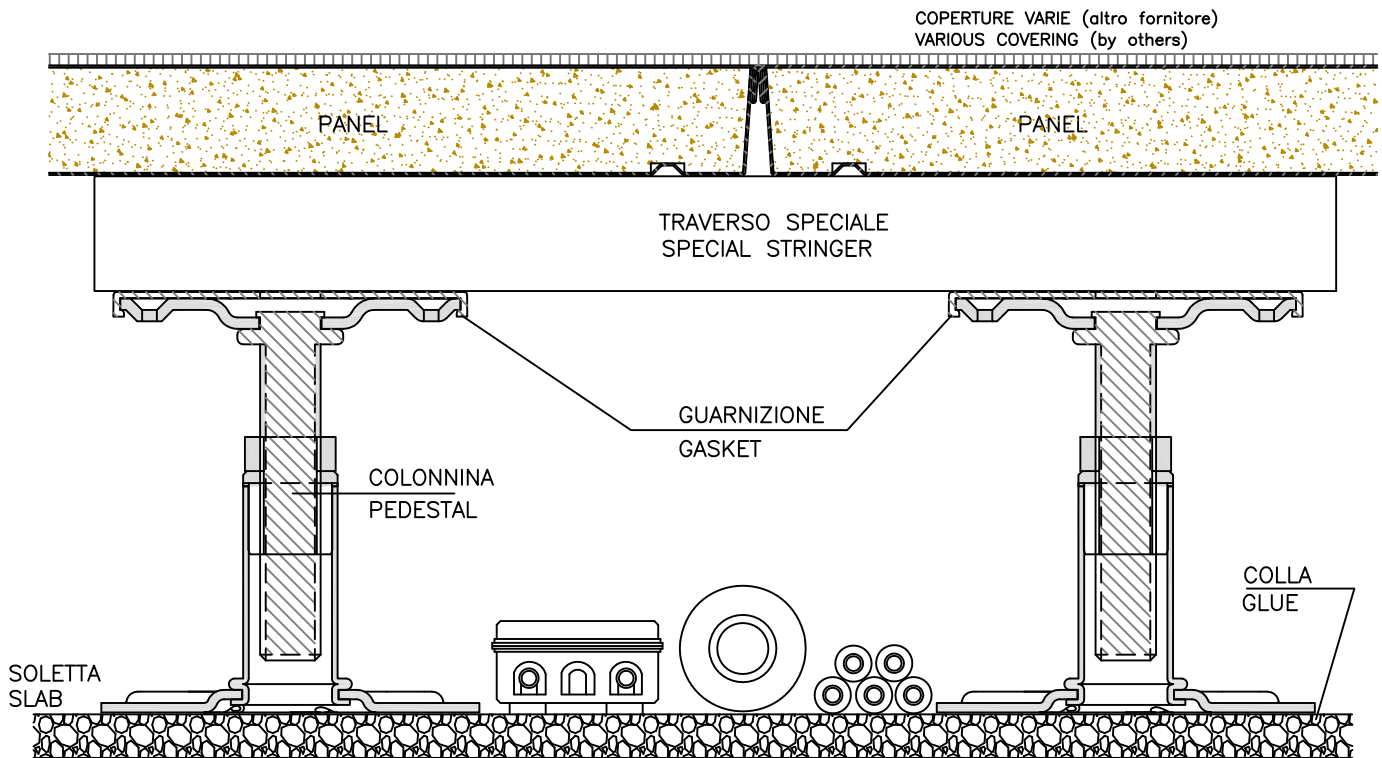 COPERTURE VARIE (altro fornitore)
VARIOUS COVERING (by others)
PANEL
PANEL
TRAVERSO SPECIALE
SPECIAL STRINGER
GUARNIZIONE
GASKET
COLONNINA
PEDESTAL
COLLA
GLUE
SOLETTA
SLAB